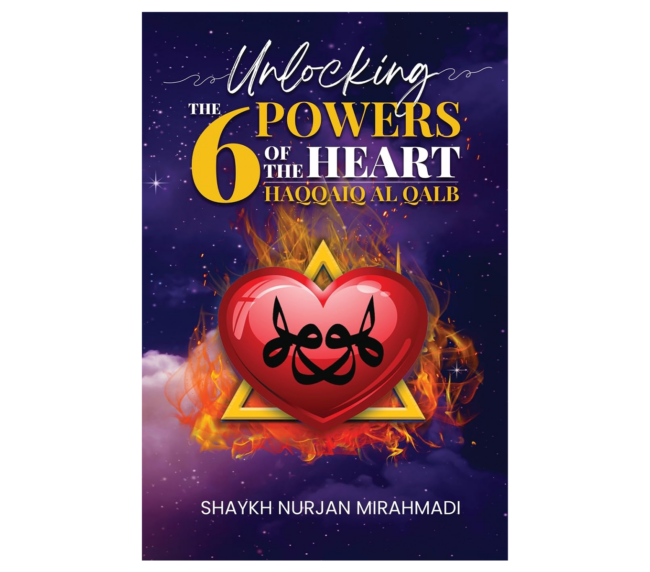 Unlocking
THE 6 POWERS
OF THE HEART
HAQQAIQ AL QALB
SHAYKH NURJAN MIRAHMADI